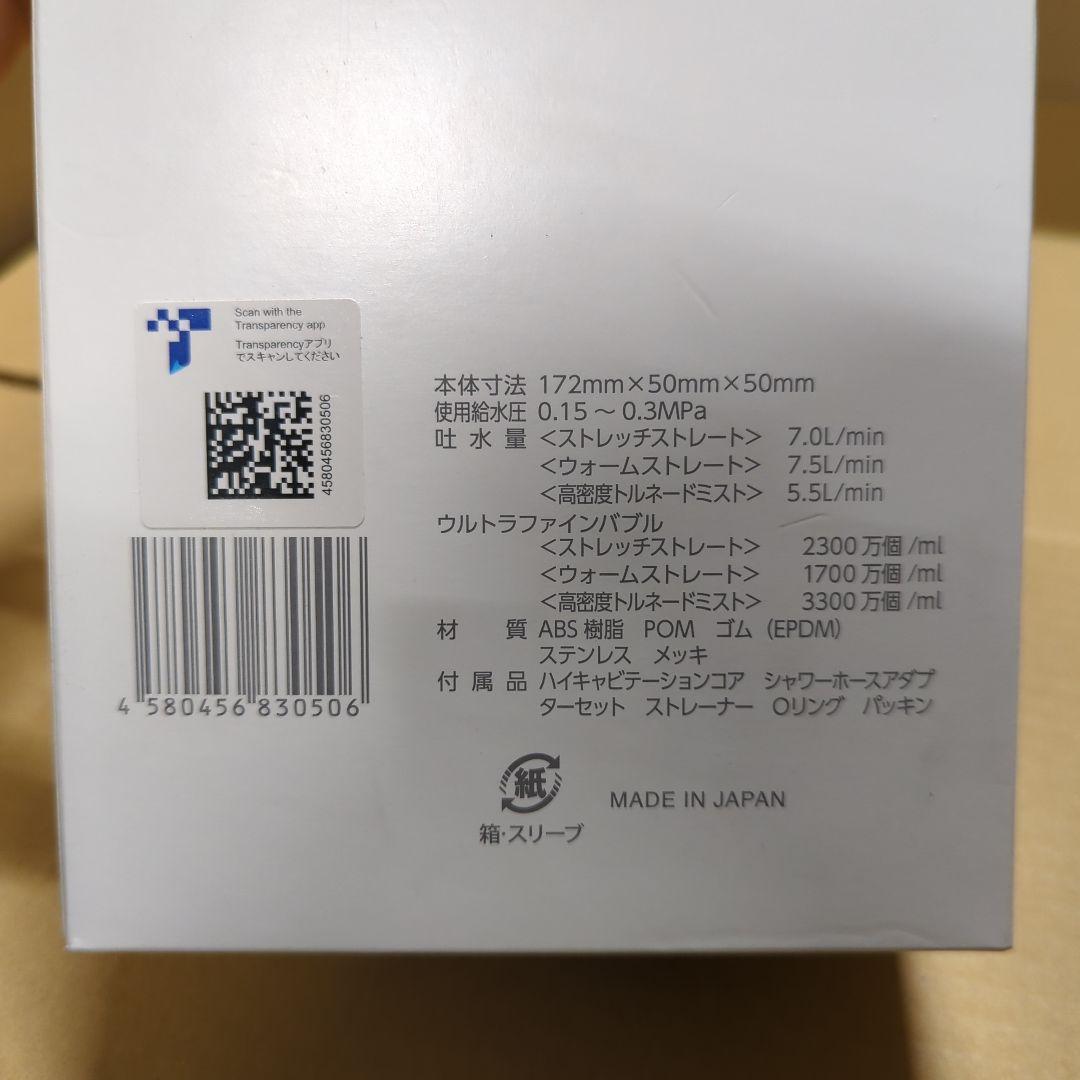 Scan with the
Transparency app
Transparencyアプリ
でスキャンしてください
4580456830506
4 580456 830506
本体寸法 172mm×50mm×50mm
使用給水圧 0.15 〜 0.3MPa
吐水量 <ストレッチストレート> 7.0L/min
<ウォームストレート> 7.5L/min
<高密度トルネードミスト> 5.5L/min
ウルトラファインバブル
<ストレッチストレート> 2300 万個 /ml
<ウォームストレート> 1700 万個 /ml
<高密度トルネードミスト> 3300 万個 /ml
材質 ABS 樹脂 POM ゴム (EPDM)
ステンレス メッキ
付属品 ハイキャビテーションコア シャワーホースアダプ
ターセット ストレーナー Oリング パッキン
紙
箱・スリーブ
MADE IN JAPAN